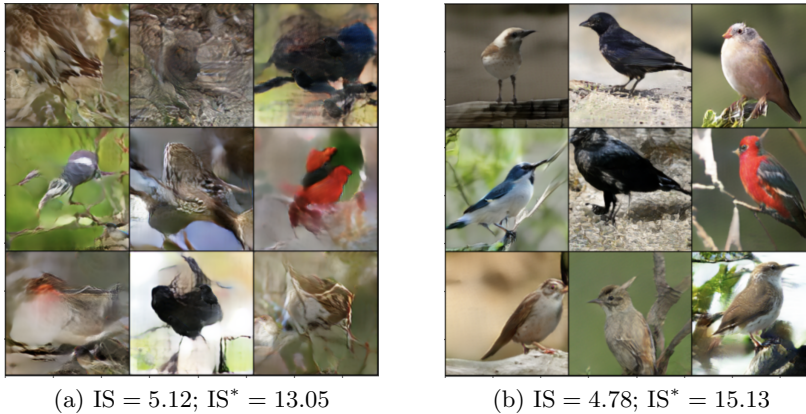 (a) IS = 5.12; IS* = 13.05
(b) IS = 4.78; IS* = 15.13